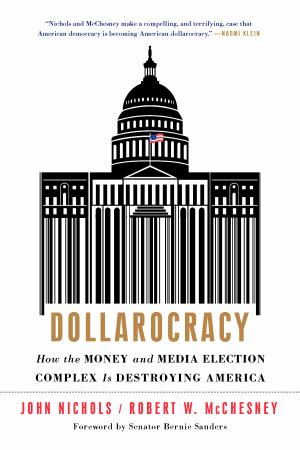 “Nichols and McChesney make a compelling, and terrifying, case that
American democracy is becoming American dollarocracy.” —NAOMI KLEIN
DOLLAROCRACY
How the MONEY and MEDIA ELECTION
COMPLEX Is DESTROYING AMERICA
JOHN NICHOLS / ROBERT W. McCHESNEY
Foreword by Senator Bernie Sanders